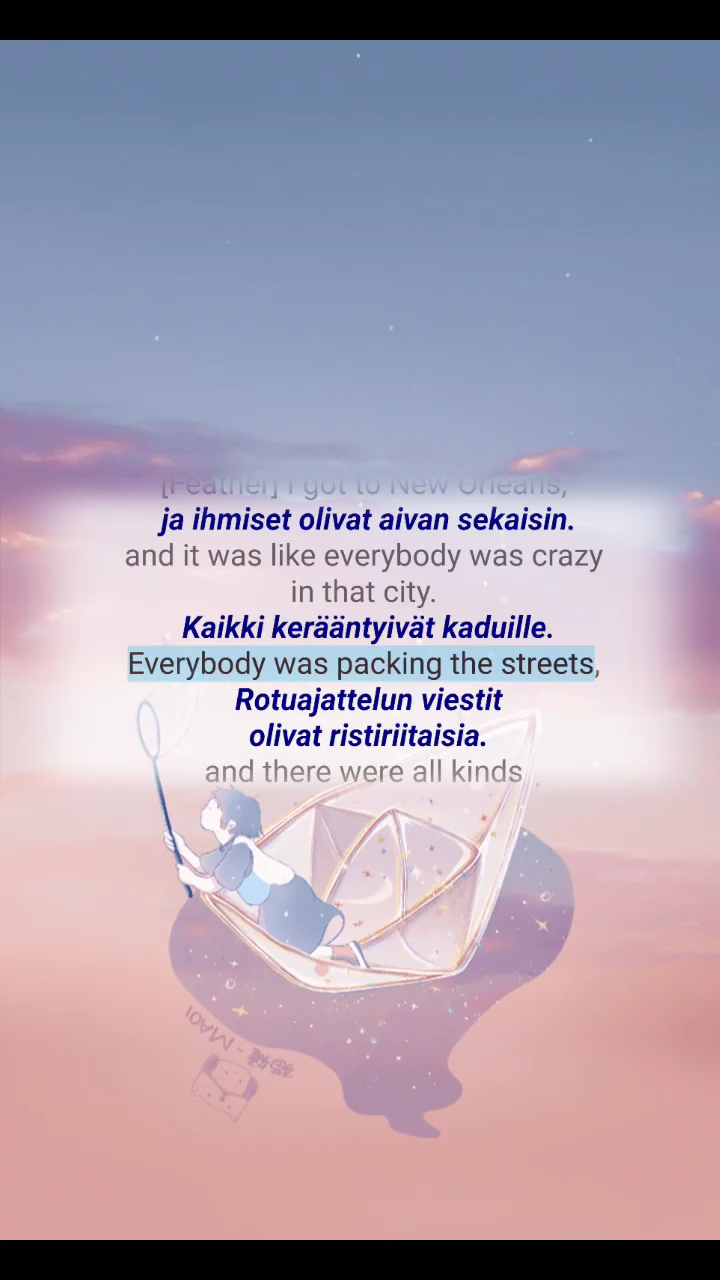 [Feather] I got to New Orleans,
ja ihmiset olivat aivan sekaisin.
and it was like everybody was crazy
in that city.
Kaikki kerääntyivät kaduille.
Everybody was packing the streets,
Rotuajattelun viestit
olivat ristiriitaisia.
and there were all kinds
MAOI